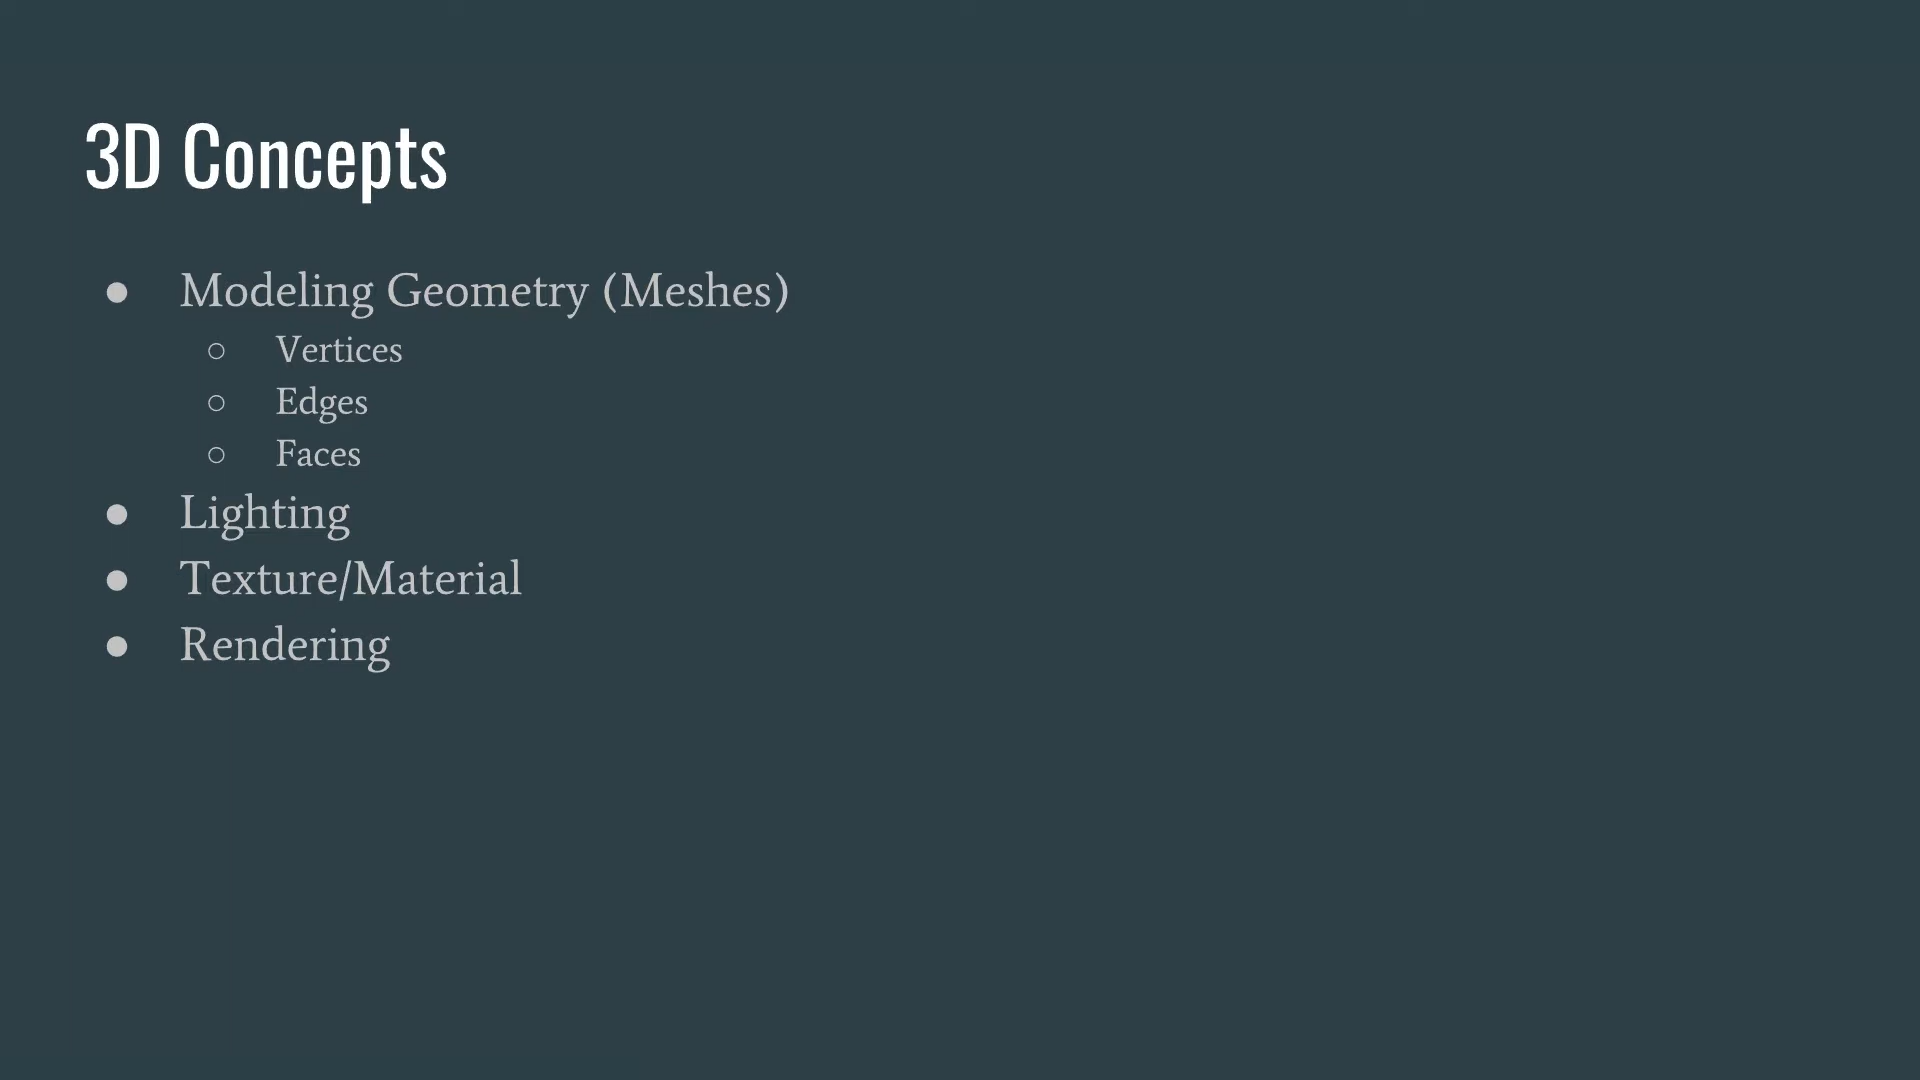 3D Concepts
● Modeling Geometry (Meshes)
○ Vertices
○ Edges
○ Faces
● Lighting
● Texture/Material
● Rendering